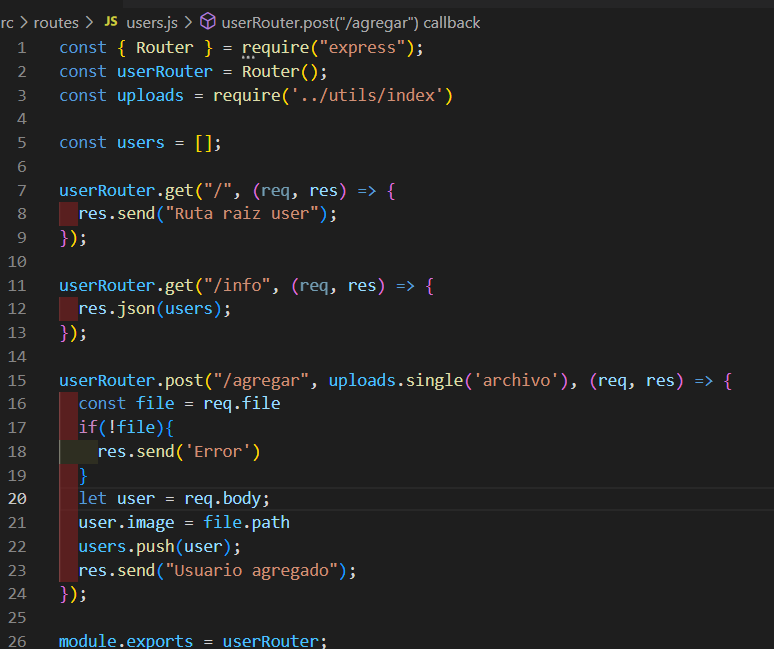 rc > routes > JS users.js > userRouter.post("/agregar") callback
1 const { Router } = require("express");
2 const userRouter = Router();
3 const uploads = require('../utils/index')
4
5 const users = [];
6
7 userRouter.get("/", (req, res) => {
8 res.send("Ruta raiz user");
9 });
10
11 userRouter.get("/info", (req, res) => {
12 res.json(users);
13 });
14
15 userRouter.post("/agregar", uploads.single('archivo'), (req, res) => {
16 const file = req.file
17 if(!file){
18 res.send('Error')
19 }
20 let user = req.body;
21 user.image = file.path
22 users.push(user);
23 res.send("Usuario agregado");
24 });
25
26 module.exports = userRouter;